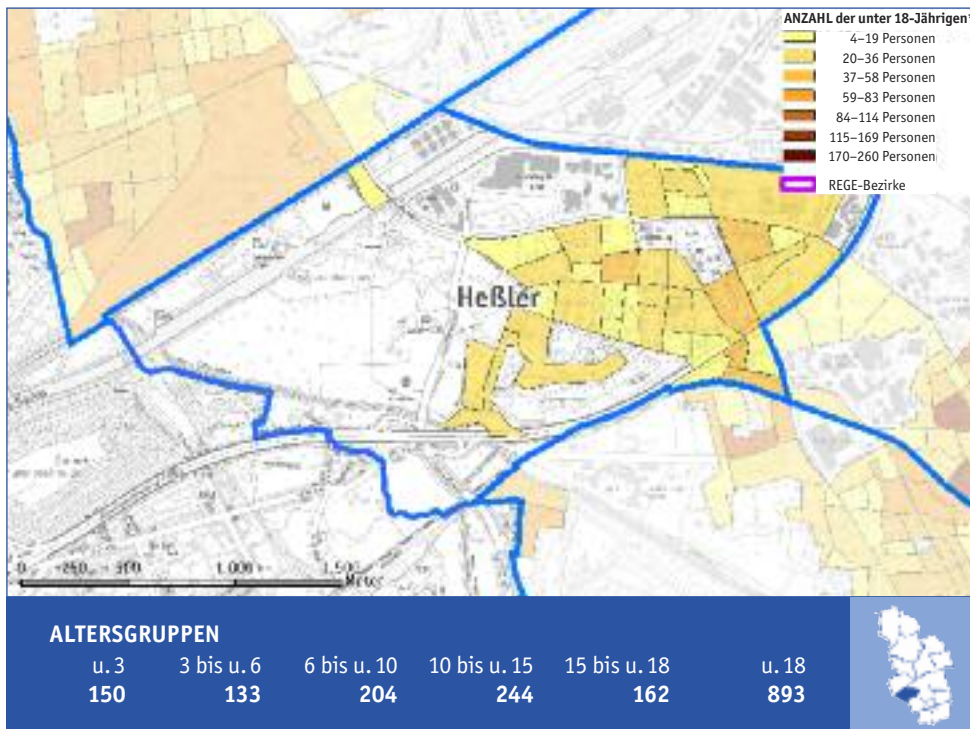 ANZAHL der unter 18-Jährigen*
4–19 Personen
20–36 Personen
37–58 Personen
59–83 Personen
84–114 Personen
115–169 Personen
170–260 Personen
REGE-Bezirke
Heßler
0 250 500 1.000 1.500
Meter
ALTERSGRUPPEN
u. 3 3 bis u. 6 6 bis u. 10 10 bis u. 15 15 bis u. 18 u. 18
150 133 204 244 162 893